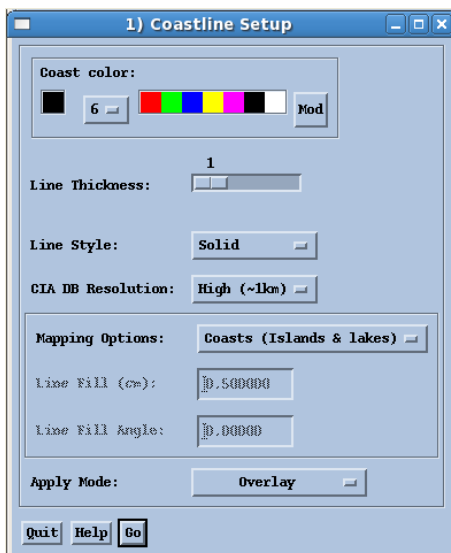 1) Coastline Setup
Coast color:
6 Mod
1
Line Thickness:
Line Style: Solid
CIA DB Resolution: High (~1km)
Mapping Options: Coasts (Islands & lakes)
Line Fill (cm): 0.500000
Line Fill Angle: 0.00000
Apply Mode: Overlay
Quit Help Go